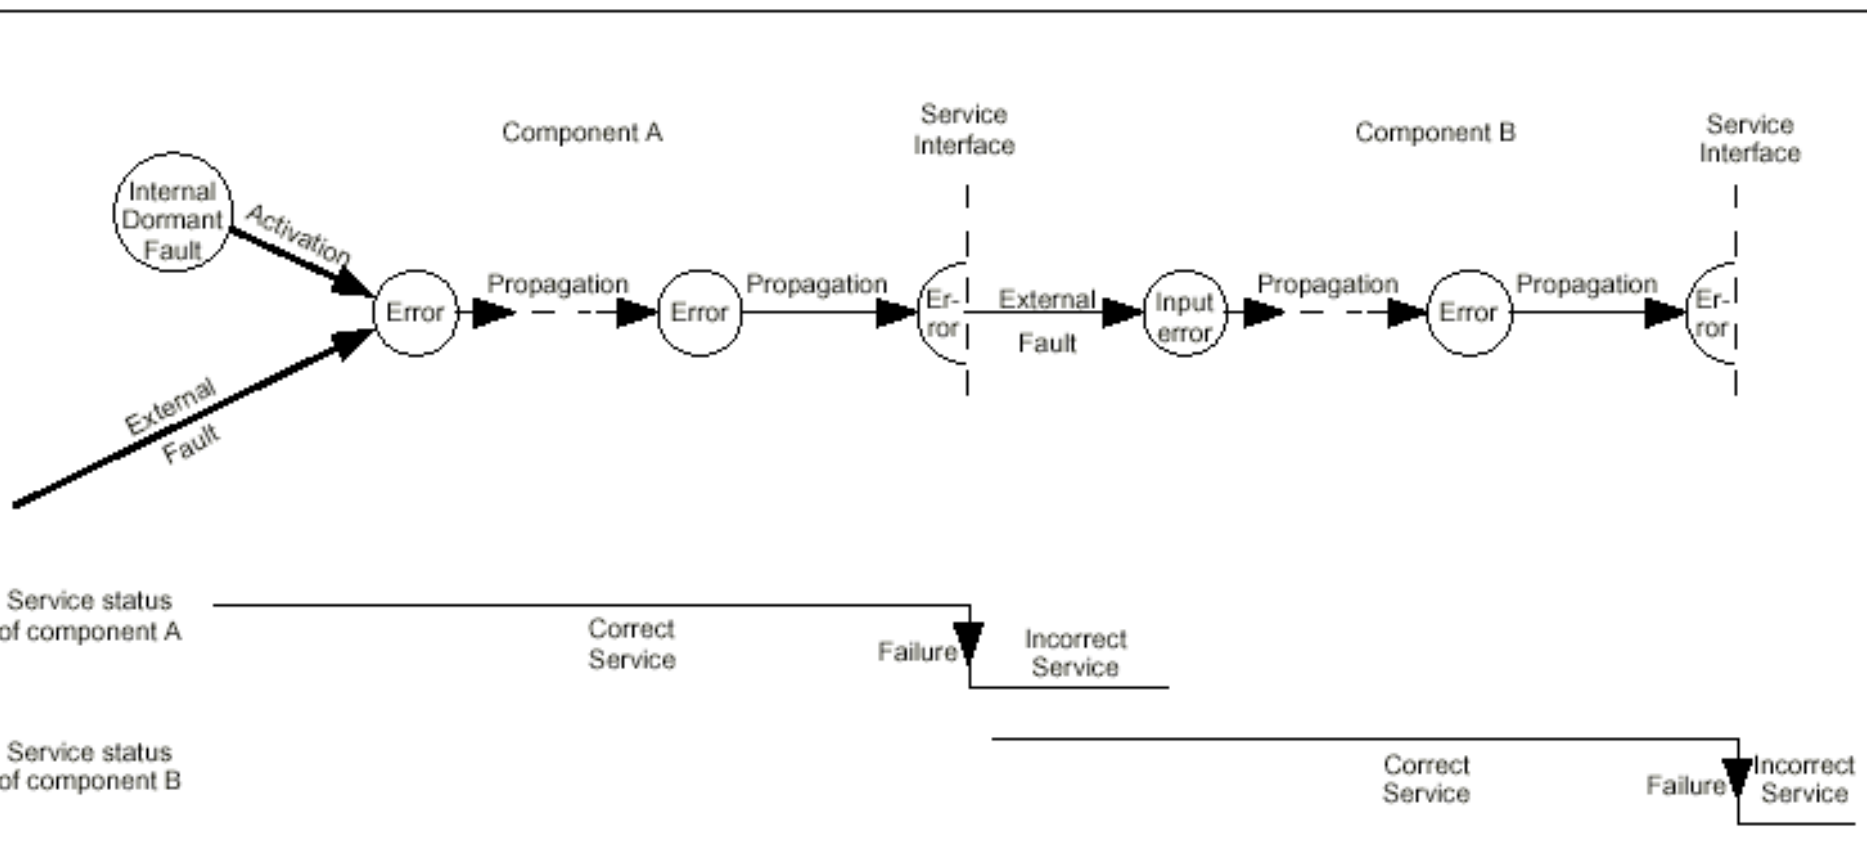 Component A
Service
Interface
Component B
Service
Interface
Internal
Dormant
Fault
Activation
Error
Propagation
Error
Propagation
Er-
ror
External
Fault
Input
error
Propagation
Error
Propagation
Er-
ror
External
Fault
Service status
of component A
Correct
Service
Failure
Incorrect
Service
Service status
of component B
Correct
Service
Failure
Incorrect
Service